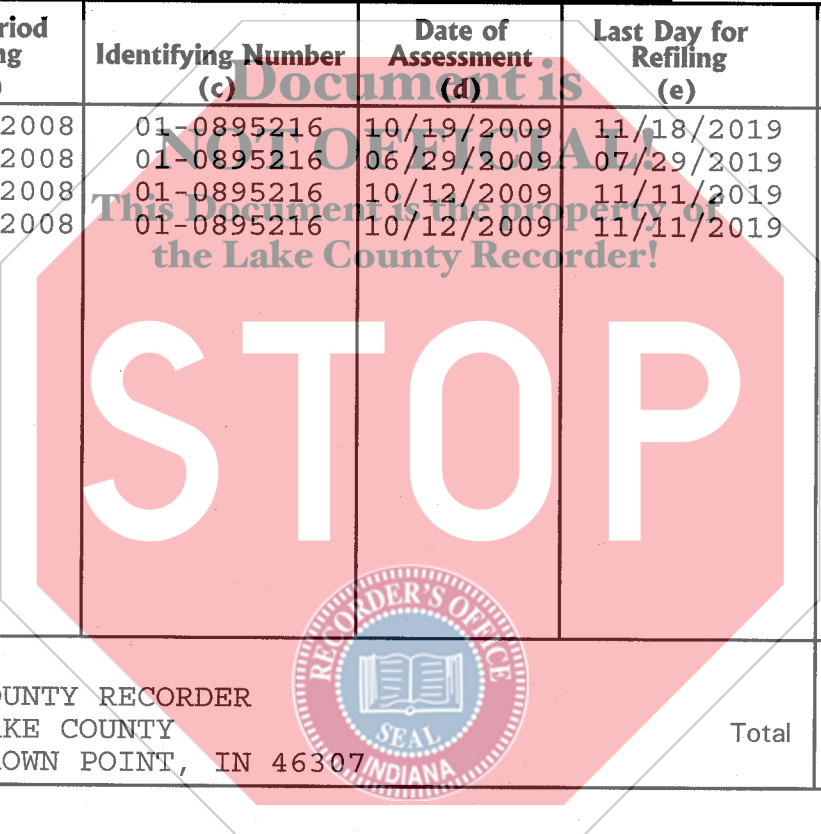 riod
ng
)
Identifying Number
(c)
Date of
Assessment
(d)
Last Day for
Refiling
(e)
2008 01-0895216 10/19/2009 11/18/2019
2008 01-0895216 06/29/2009 07/29/2019
2008 01-0895216 10/12/2009 11/11/2019
2008 01-0895216 10/12/2009 11/11/2019
Document is
NOT OFFICIAL!
This Document is the property of
the Lake County Recorder!
STOP
RECORDER'S OFFICE
SEAL
INDIANA
OUNTY RECORDER
AKE COUNTY
OWN POINT, IN 46307
Total